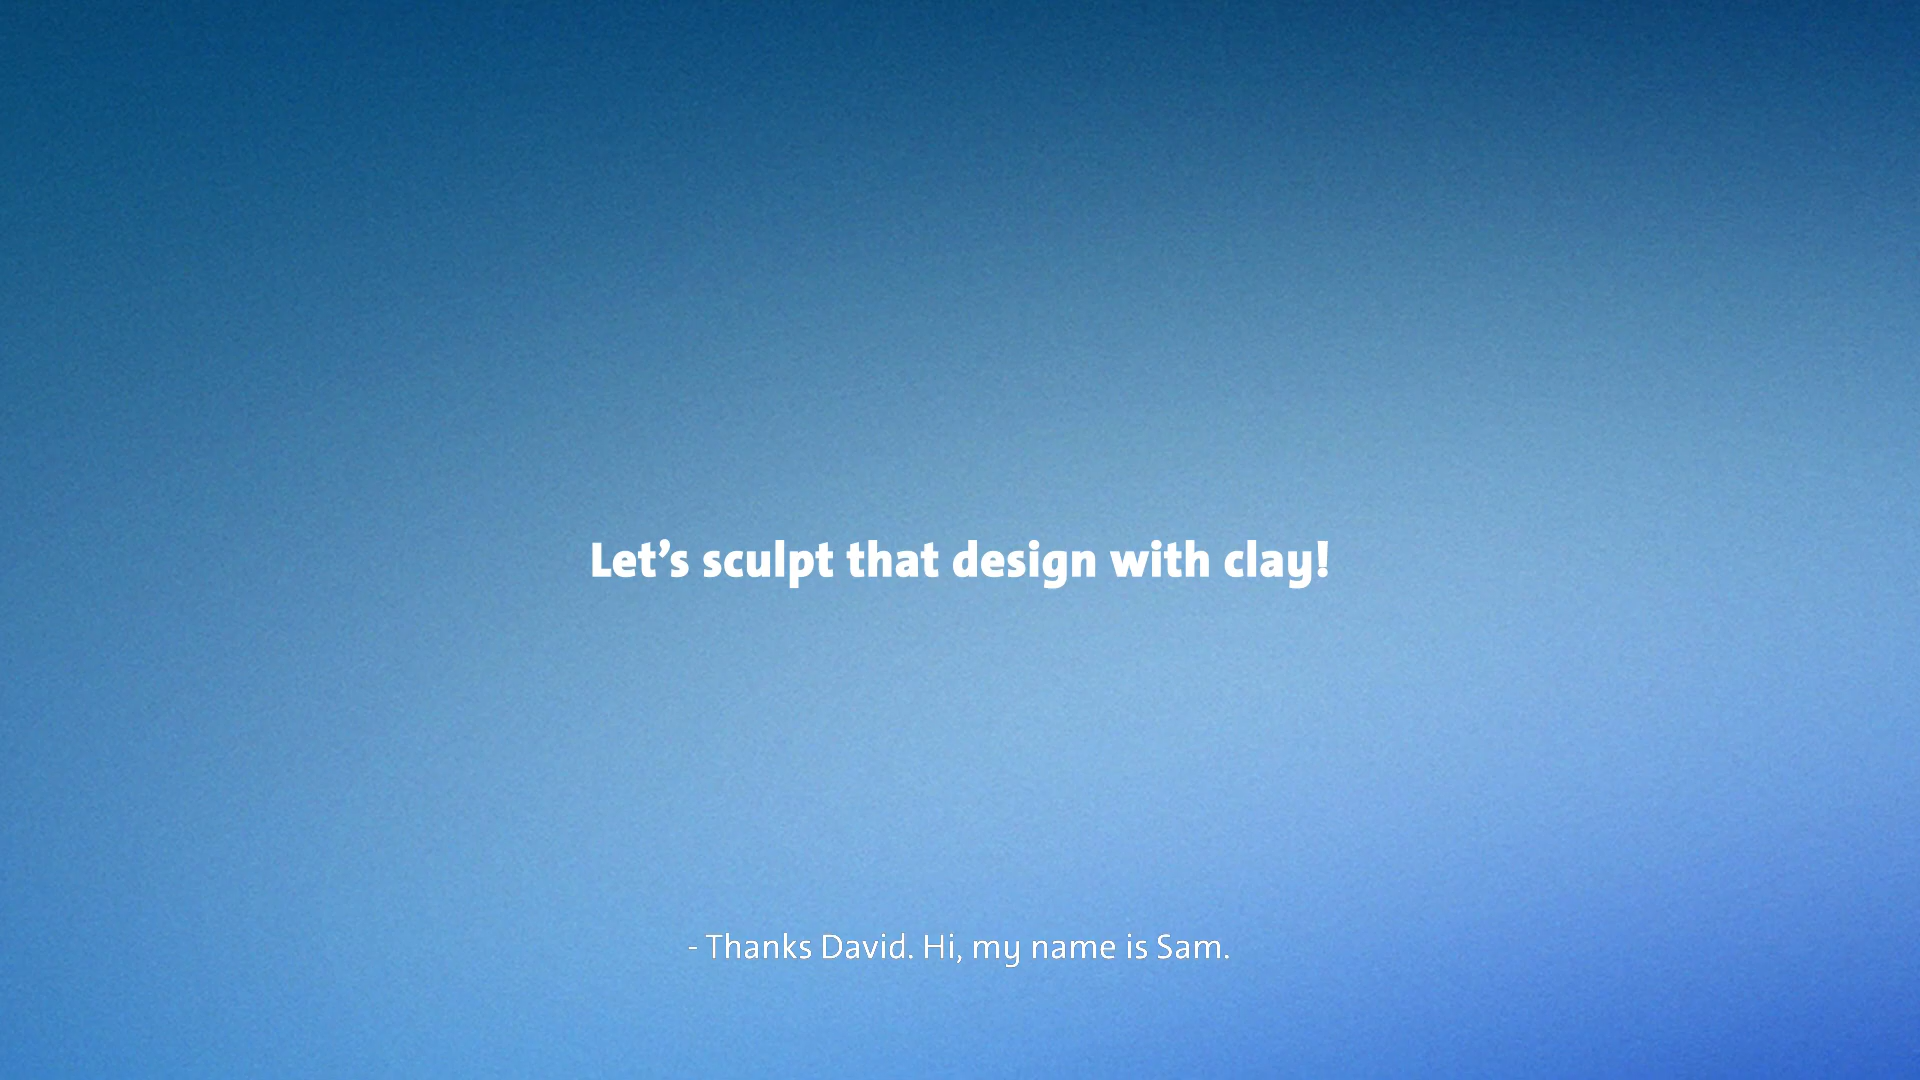 Let’s sculpt that design with clay!
- Thanks David. Hi, my name is Sam.